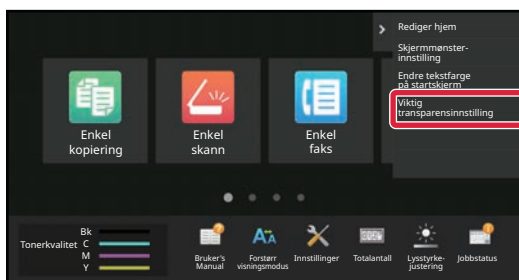 Rediger hjem
Skjermmønster-
innstilling
Endre tekstfarge
på startskjerm
Viktig
transparensinnstilling
Enkel
kopiering
Enkel
skann
Enkel
faks
Tonerkvalitet
Bk
C
M
Y
Bruker's
Manual
Forstørr
visningsmodus
Innstillinger
Totalantall
Lysstyrke-
justering
Jobbstatus